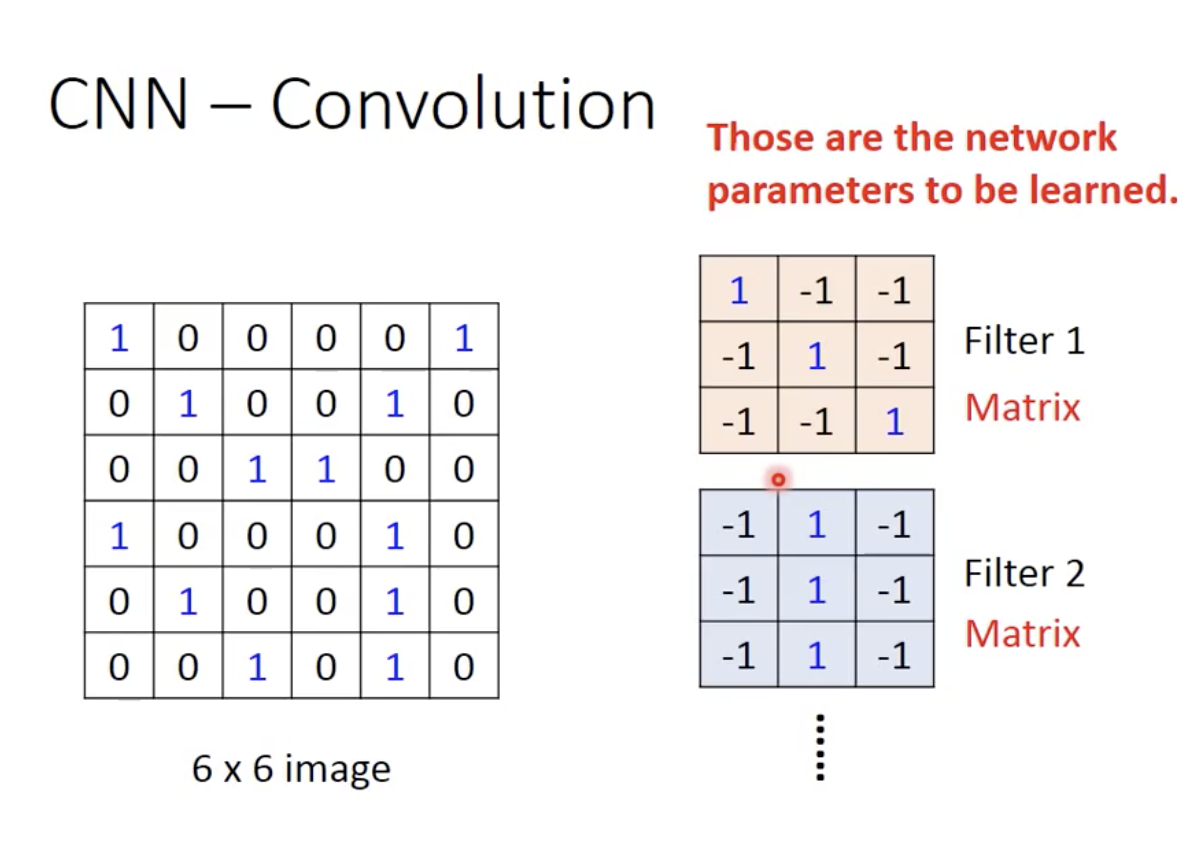 CNN – Convolution
Those are the network
parameters to be learned.
1 0 0 0 0 1
0 1 0 0 1 0
0 0 1 1 0 0
1 0 0 0 1 0
0 1 0 0 1 0
0 0 1 0 1 0
6 x 6 image
1 -1 -1
-1 1 -1
-1 -1 1
Filter 1
Matrix
-1 1 -1
-1 1 -1
-1 1 -1
Filter 2
Matrix